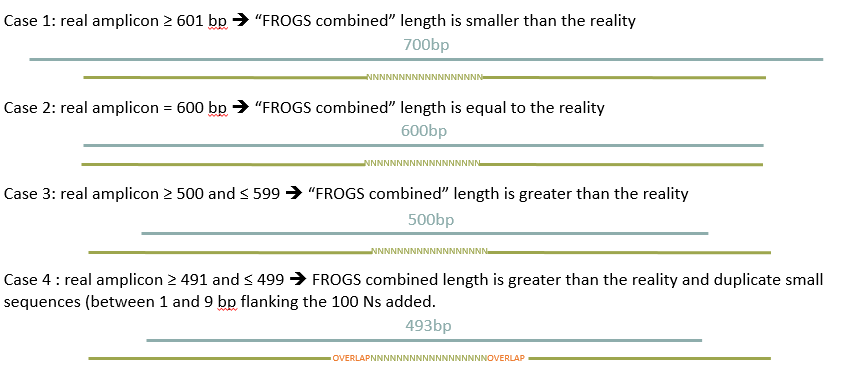 Case 1: real amplicon ≥ 601 bp ➔ “FROGS combined” length is smaller than the reality
700bp
NNNNNNNNNNNNNNNNNN
Case 2: real amplicon = 600 bp ➔ “FROGS combined” length is equal to the reality
600bp
NNNNNNNNNNNNNNNNNN
Case 3: real amplicon ≥ 500 and ≤ 599 ➔ “FROGS combined” length is greater than the reality
500bp
NNNNNNNNNNNNNNNNNN
Case 4 : real amplicon ≥ 491 and ≤ 499 ➔ FROGS combined length is greater than the reality and duplicate small
sequences (between 1 and 9 bp flanking the 100 Ns added.
493bp
OVERLAPNNNNNNNNNNNNNNNNNNOVERLAP